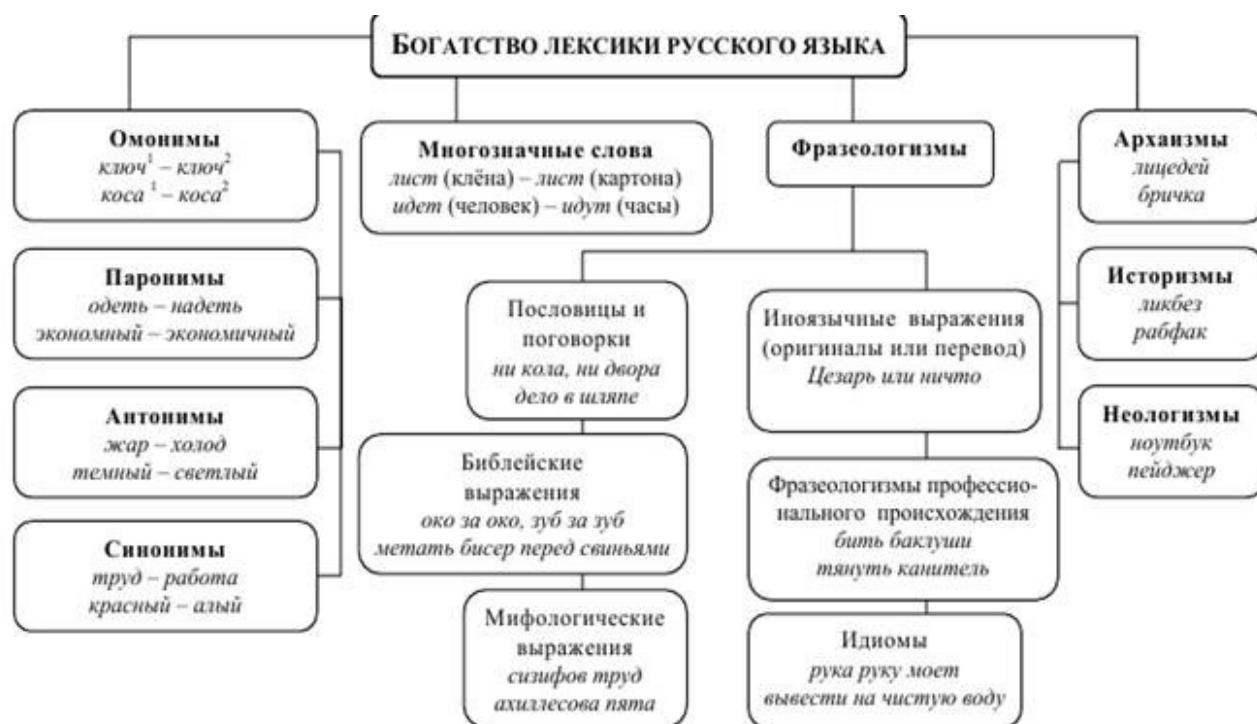 БОГАТСТВО ЛЕКСИКИ РУССКОГО ЯЗЫКА
Омонимы
ключ¹ – ключ²
коса ¹ – коса²
Паронимы
одеть – надеть
экономный – экономичный
Антонимы
жар – холод
темный – светлый
Синонимы
труд – работа
красный – алый
Многозначные слова
лист (клёна) – лист (картона)
идет (человек) – идут (часы)
Фразеологизмы
Пословицы и
поговорки
ни кола, ни двора
дело в шляпе
Библейские
выражения
око за око, зуб за зуб
метать бисер перед свиньями
Мифологические
выражения
сизифов труд
ахиллесова пята
Иноязычные выражения
(оригиналы или перевод)
Цезарь или ничто
Фразеологизмы профессио-
нального происхождения
бить баклуши
тянуть канитель
Идиомы
рука руку моет
вывести на чистую воду
Архаизмы
лицедей
бричка
Историзмы
ликбез
рабфак
Неологизмы
ноутбук
пейджер